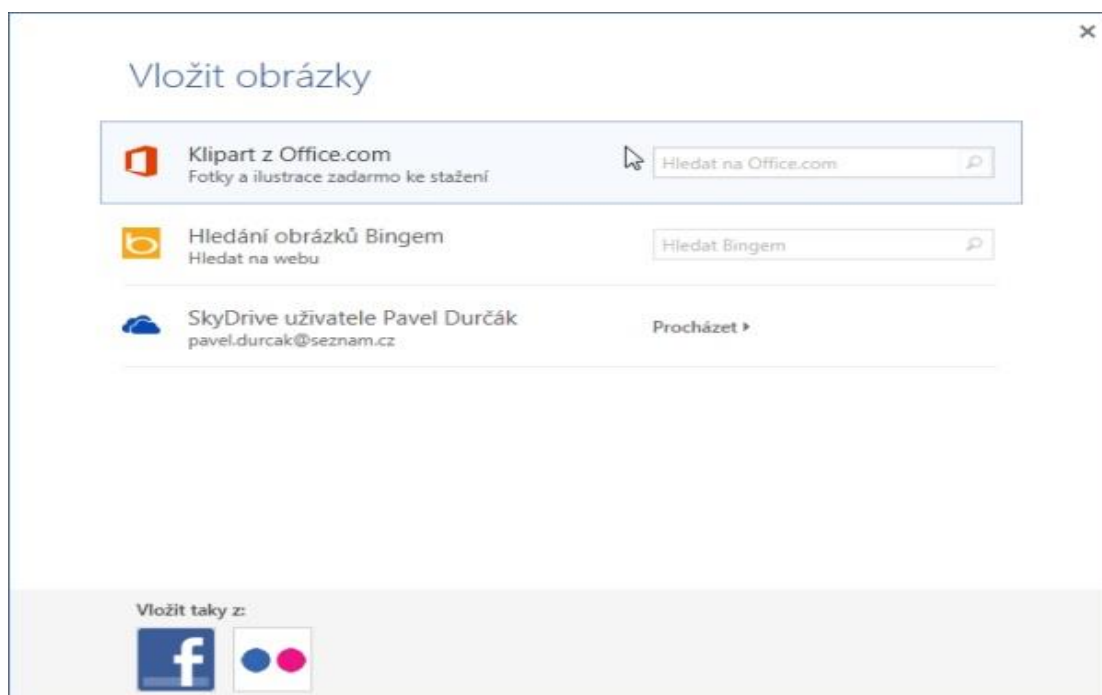 Vložit obrázky
Klipart z Office.com
Fotky a ilustrace zadarmo ke stažení
Hledat na Office.com
Hledání obrázků Bingem
Hledat na webu
Hledat Bingem
SkyDrive uživatele Pavel Durčák
pavel.durcak@seznam.cz
Procházet
Vložit taky z: